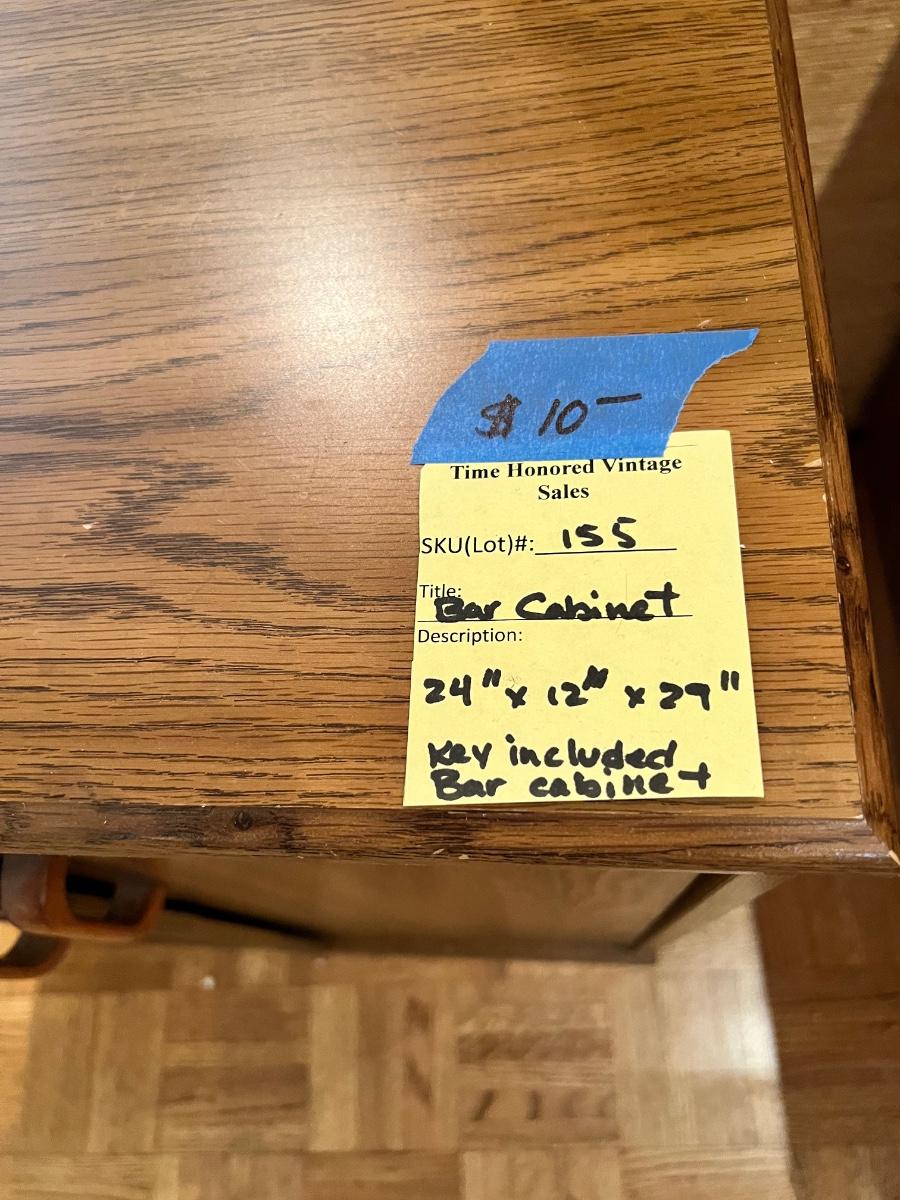 $10—
Time Honored Vintage
Sales
SKU(Lot)#: 155
Title:
Bar Cabinet
Description:
24" x 12" x 29"
Key included
Bar cabinet